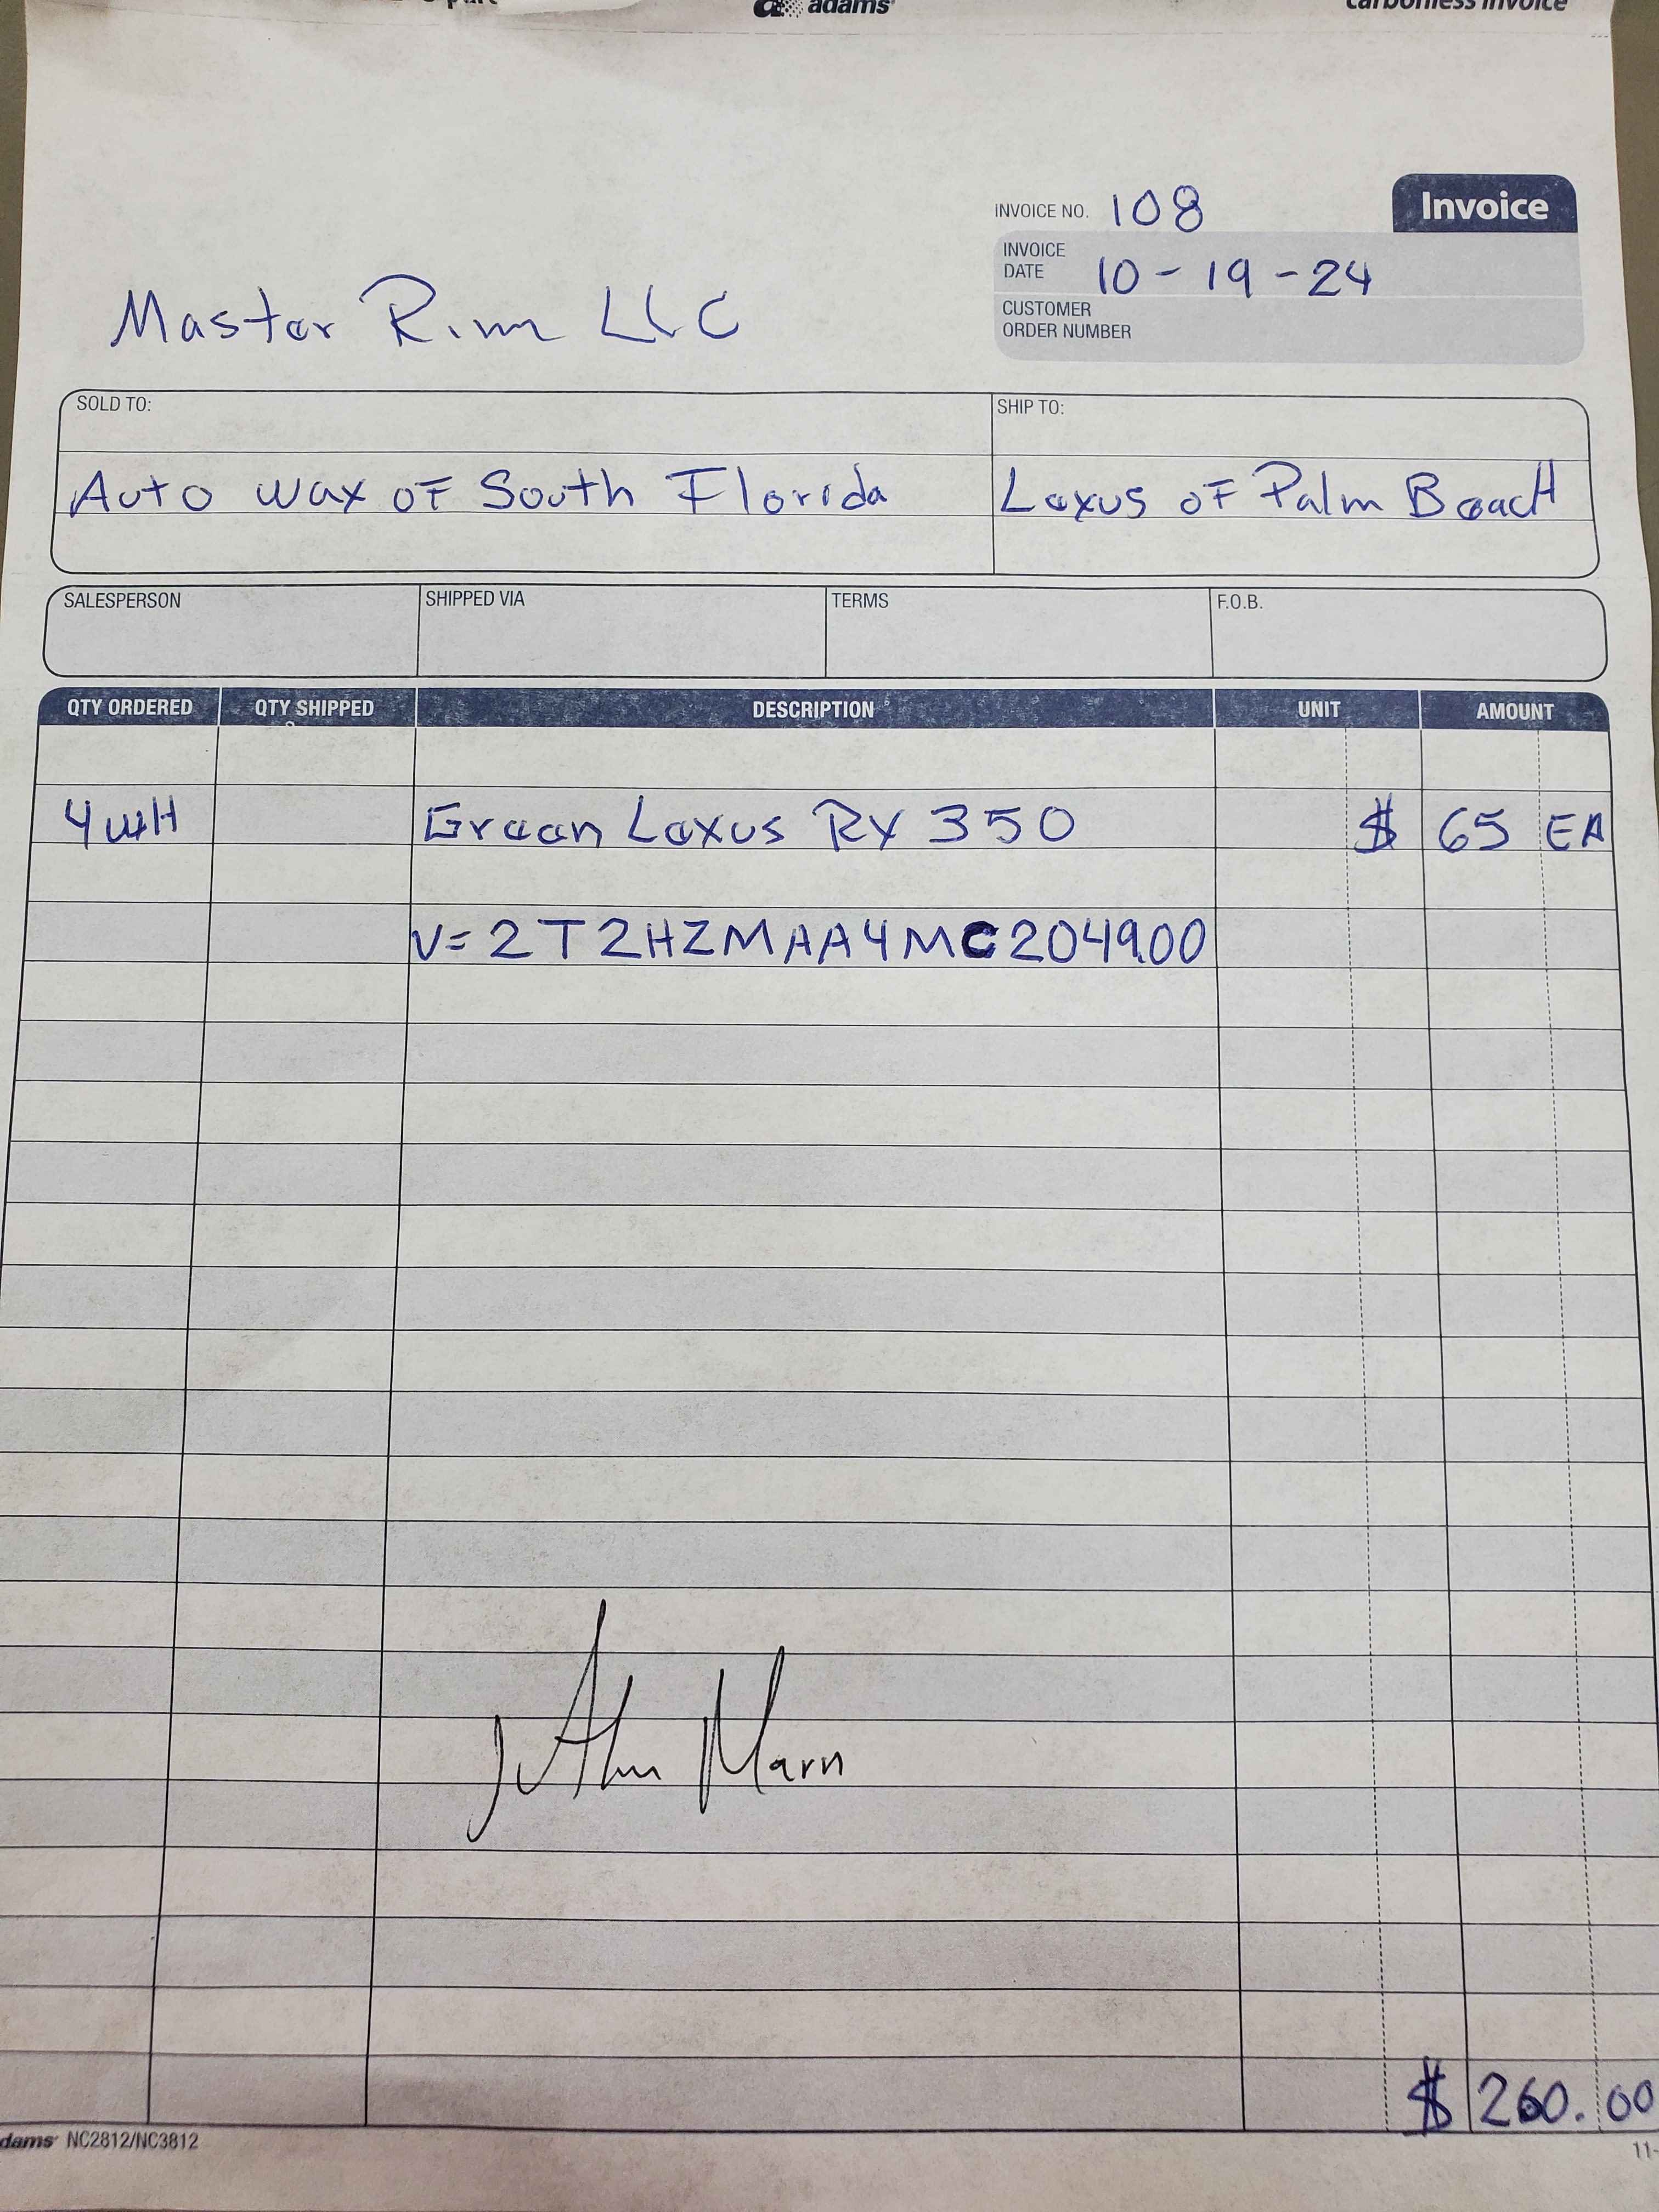 adams
carbonless invoice
INVOICE NO. 108
Invoice
INVOICE DATE 10-19-24
CUSTOMER ORDER NUMBER
Master Rim LLC
SOLD TO:
SHIP TO:
Auto wax of South Florida
Lexus of Palm Beach
SALESPERSON SHIPPED VIA TERMS F.O.B.
QTY ORDERED QTY SHIPPED DESCRIPTION UNIT AMOUNT
4 WH Green Lexus RX 350 $ 65 EA
V=2T2HZMAA4MC204900
$ 260.00
adams NC2812/NC3812